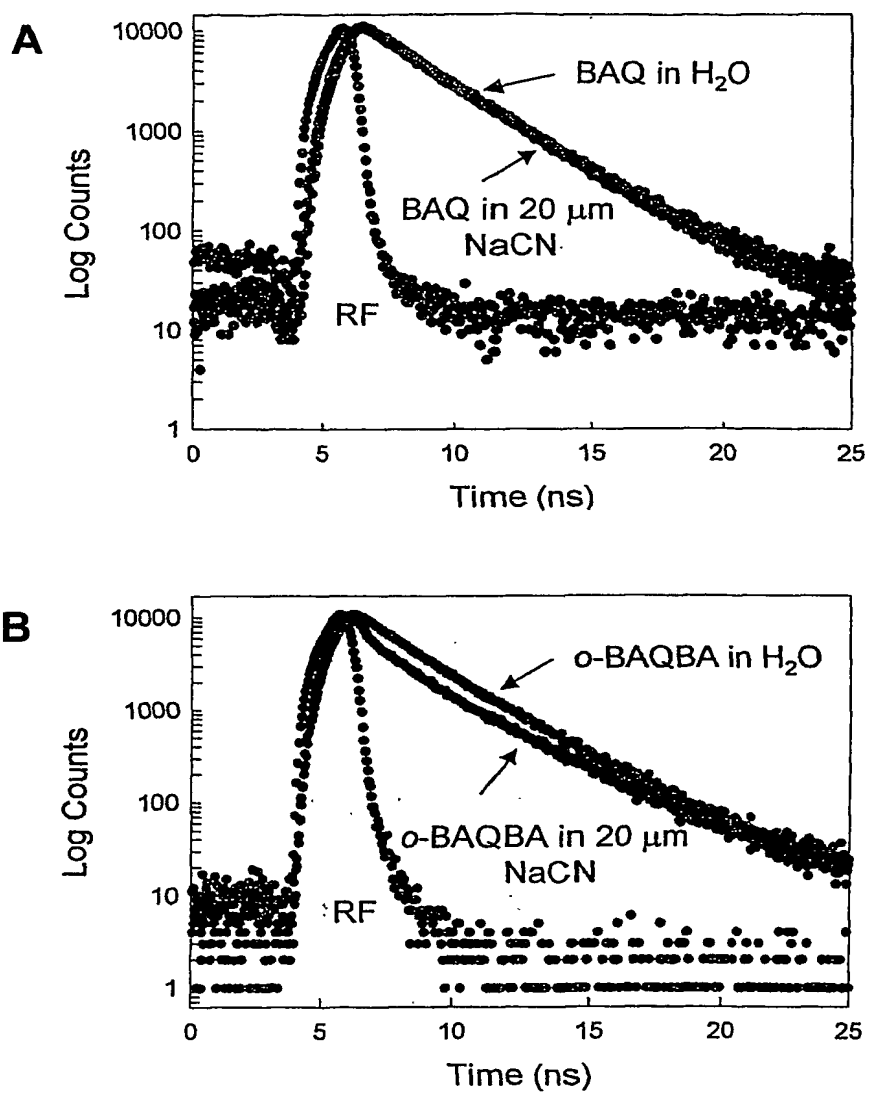 A
10000
1000
100
10
1
Log Counts
BAQ in H₂O
BAQ in 20 µm
NaCN
RF
0 5 10 15 20 25
Time (ns)
B
10000
1000
100
10
1
Log Counts
o-BAQBA in H₂O
o-BAQBA in 20 µm
NaCN
RF
0 5 10 15 20 25
Time (ns)